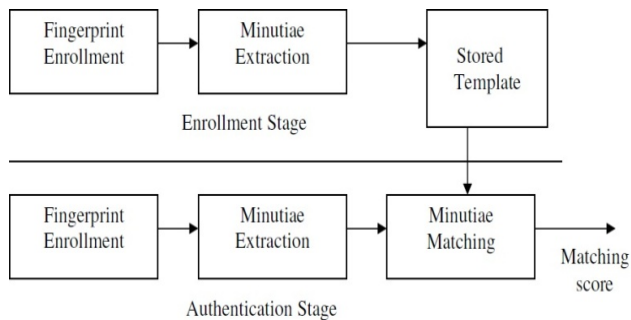 Fingerprint
Enrollment
Minutiae
Extraction
Stored
Template
Enrollment Stage
Fingerprint
Enrollment
Minutiae
Extraction
Minutiae
Matching
Matching
score
Authentication Stage